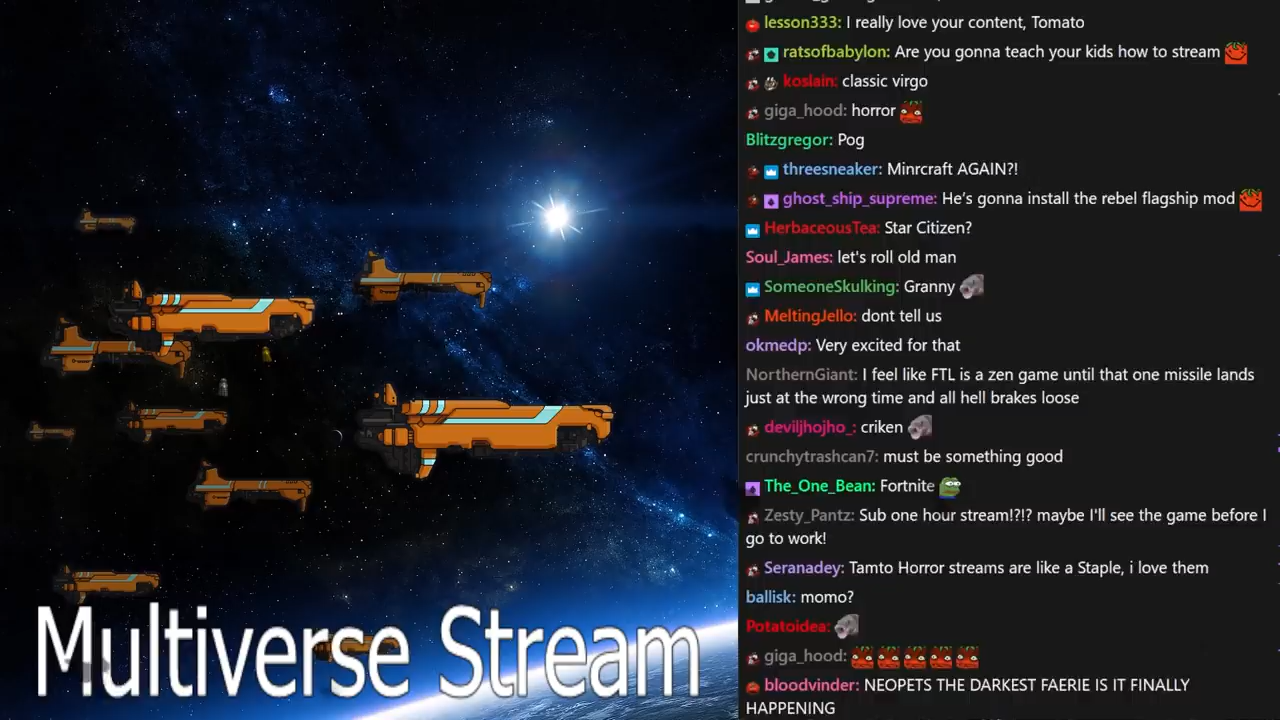 lesson333: I really love your content, Tomato
ratsofbabylon: Are you gonna teach your kids how to stream
koslain: classic virgo
giga_hood: horror
Blitzgregor: Pog
threesneaker: Minrcraft AGAIN?!
ghost_ship_supreme: He's gonna install the rebel flagship mod
HerbaceousTea: Star Citizen?
Soul_James: let's roll old man
SomeoneSkulking: Granny
MeltingJello: dont tell us
okmedp: Very excited for that
NorthernGiant: I feel like FTL is a zen game until that one missile lands
just at the wrong time and all hell brakes loose
deviljhojho_: criken
crunchytrashcan7: must be something good
The_One_Bean: Fortnite
Zesty_Pantz: Sub one hour stream!?!? maybe I'll see the game before I
go to work!
Seranadey: Tamto Horror streams are like a Staple, i love them
ballisk: momo?
Potatoidea:
giga_hood:
bloodvinder: NEOPETS THE DARKEST FAERIE IS IT FINALLY
HAPPENING
Multiverse Stream